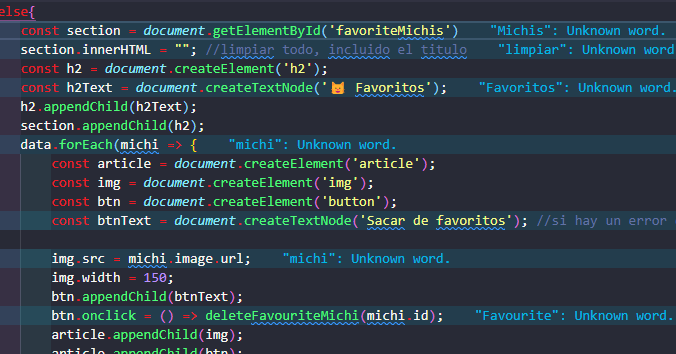 else{
const section = document.getElementById('favoriteMichis') "Michis": Unknown word.
section.innerHTML = ""; //limpiar todo, incluido el titulo "limpiar": Unknown word
const h2 = document.createElement('h2');
const h2Text = document.createTextNode('😺 Favoritos'); "Favoritos": Unknown word.
h2.appendChild(h2Text);
section.appendChild(h2);
data.forEach(michi => { "michi": Unknown word.
const article = document.createElement('article');
const img = document.createElement('img');
const btn = document.createElement('button');
const btnText = document.createTextNode('Sacar de favoritos'); //si hay un error
img.src = michi.image.url; "michi": Unknown word.
img.width = 150;
btn.appendChild(btnText);
btn.onclick = () => deleteFavouriteMichi(michi.id); "Favourite": Unknown word.
article.appendChild(img);
article.appendChild(btn);